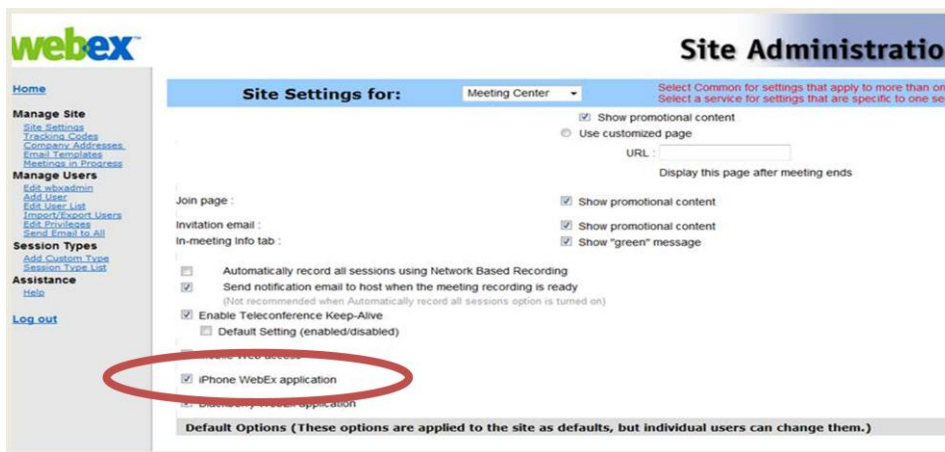 webex
Site Administratio
Home
Manage Site
Site Settings
Tracking Codes
Company Addresses
Email Templates
Meetings in Progress
Manage Users
Edit wbxadmin
Add User
Edit User List
Import/Export Users
Edit Privileges
Send Email to All
Session Types
Add Custom Type
Session Type List
Assistance
Help
Log out
Site Settings for: Meeting Center
Select Common for settings that apply to more than on
Select a service for settings that are specific to one se
Show promotional content
Use customized page
URL :
Display this page after meeting ends
Join page : Show promotional content
Invitation email : Show promotional content
In-meeting Info tab : Show "green" message
Automatically record all sessions using Network Based Recording
Send notification email to host when the meeting recording is ready
(Not recommended when Automatically record all sessions option is turned on)
Enable Teleconference Keep-Alive
Default Setting (enabled/disabled)
Mobile Web access
iPhone WebEx application
Blackberry WebEx application
Default Options (These options are applied to the site as defaults, but individual users can change them.)